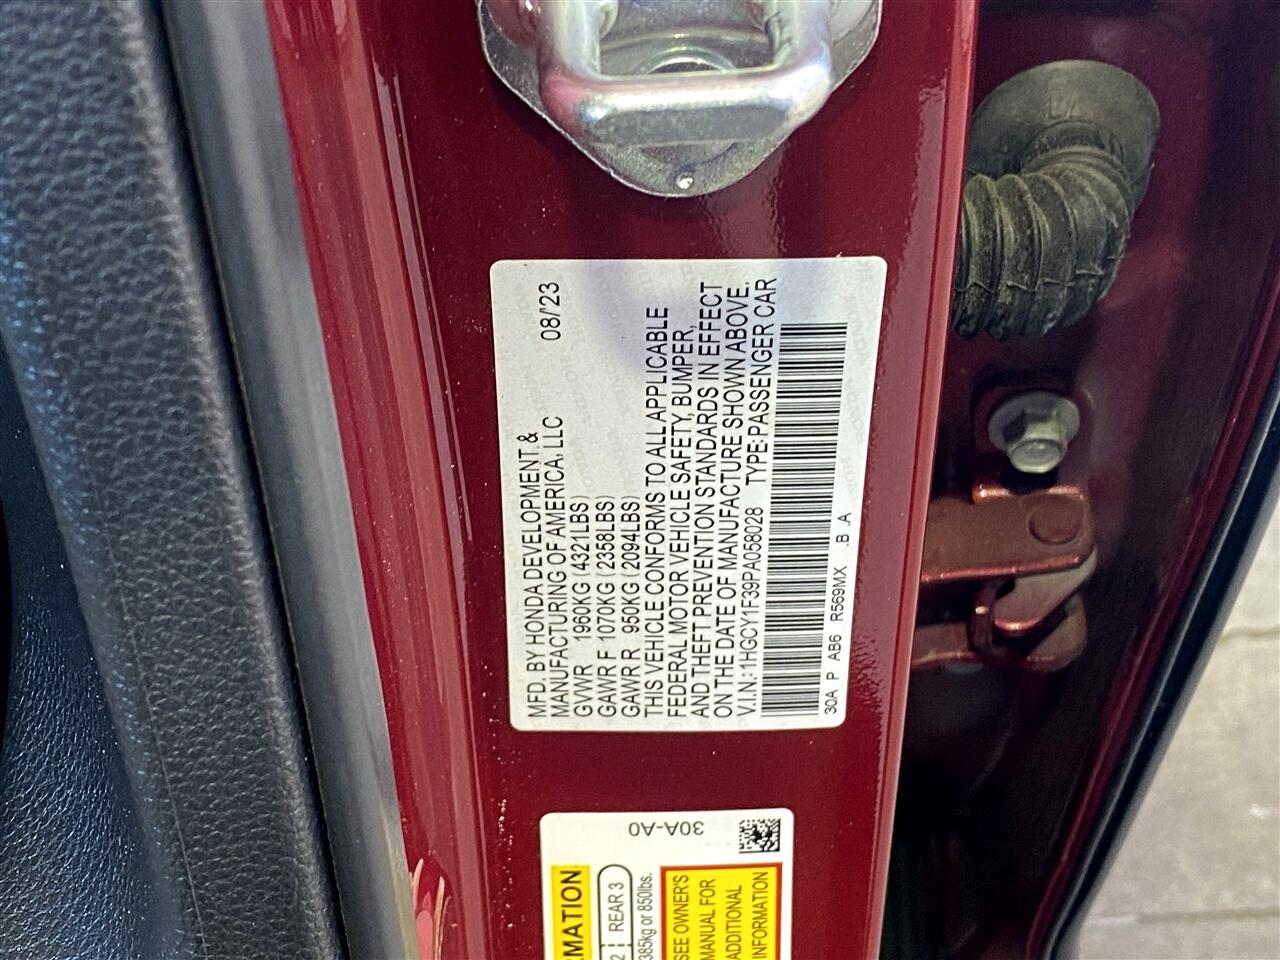 MFD. BY HONDA DEVELOPMENT & 08/'23
MANUFACTURING OF AMERICA, LLC
GVWR 1960KG (4321LBS)
GAWR F 1070KG (2358LBS)
GAWR R 950KG (2094LBS)
THIS VEHICLE CONFORMS TO ALL APPLICABLE
FEDERAL MOTOR VEHICLE SAFETY, BUMPER,
AND THEFT PREVENTION STANDARDS IN EFFECT
ON THE DATE OF MANUFACTURE SHOWN ABOVE.
V.I.N.:1HGCY1F39PA058028 TYPE:PASSENGER CAR
30A P AB6 R569MX .B .A
30A-A0
REAR 3
385kg or 850lbs.
SEE OWNER'S
MANUAL FOR
ADDITIONAL
INFORMATION